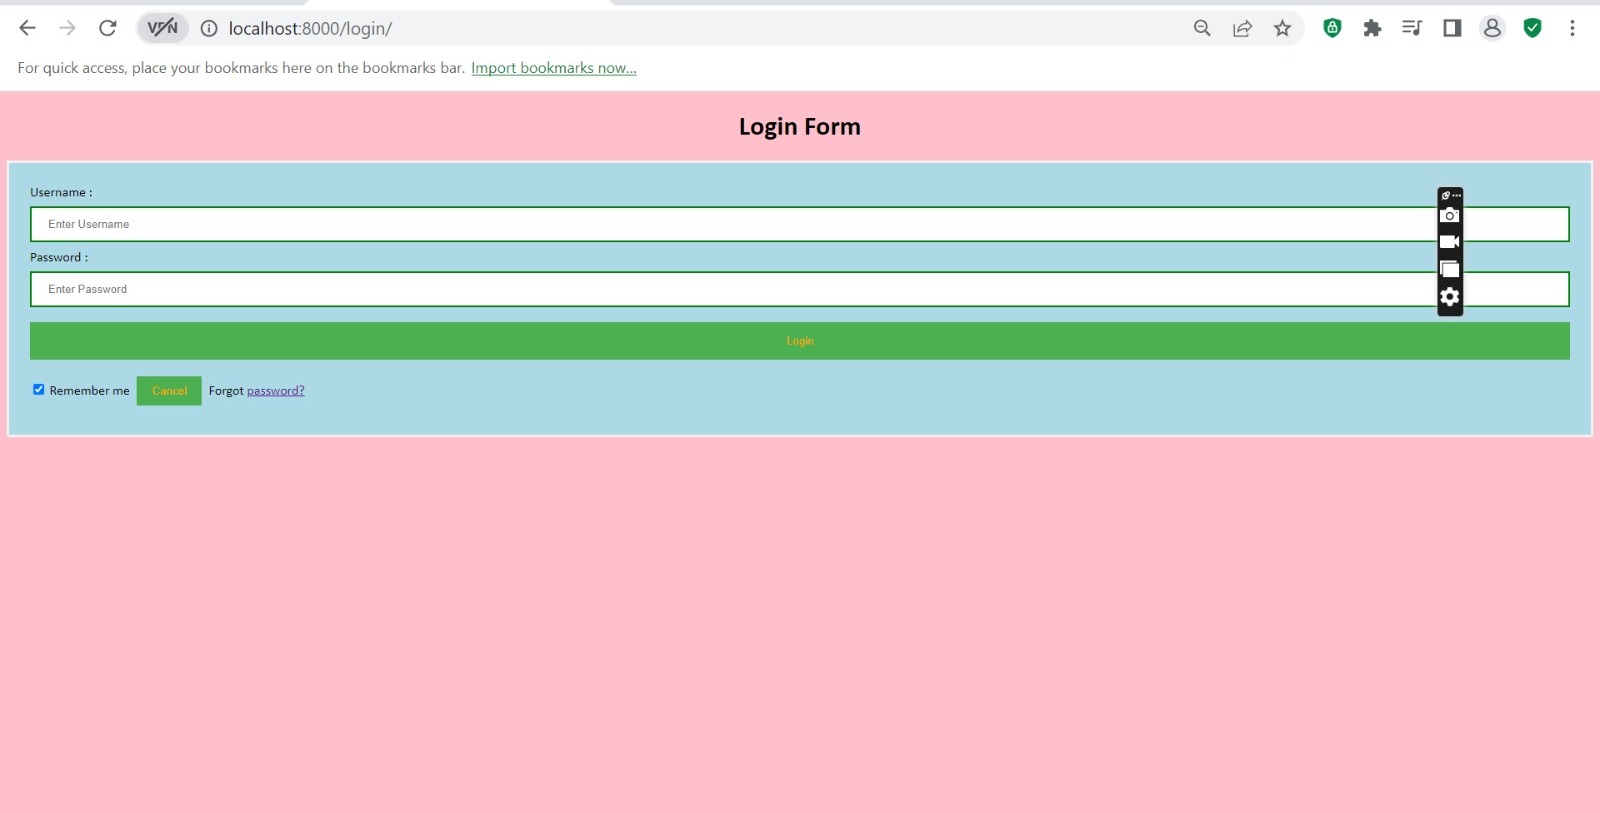 VPN
localhost:8000/login/
For quick access, place your bookmarks here on the bookmarks bar. Import bookmarks now...
Login Form
Username :
Enter Username
Password :
Enter Password
Login
Remember me Cancel Forgot password?